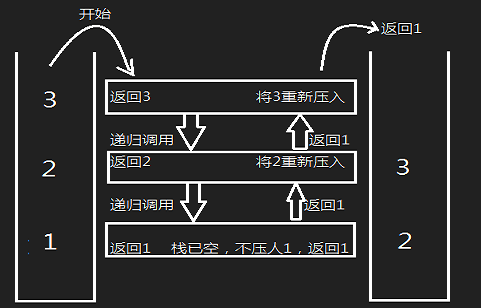 开始
返回1
3
返回3 将3重新压入
递归调用 返回1
2
返回2 将2重新压入
3
递归调用 返回1
1
返回1 栈已空，不压人1，返回1
2